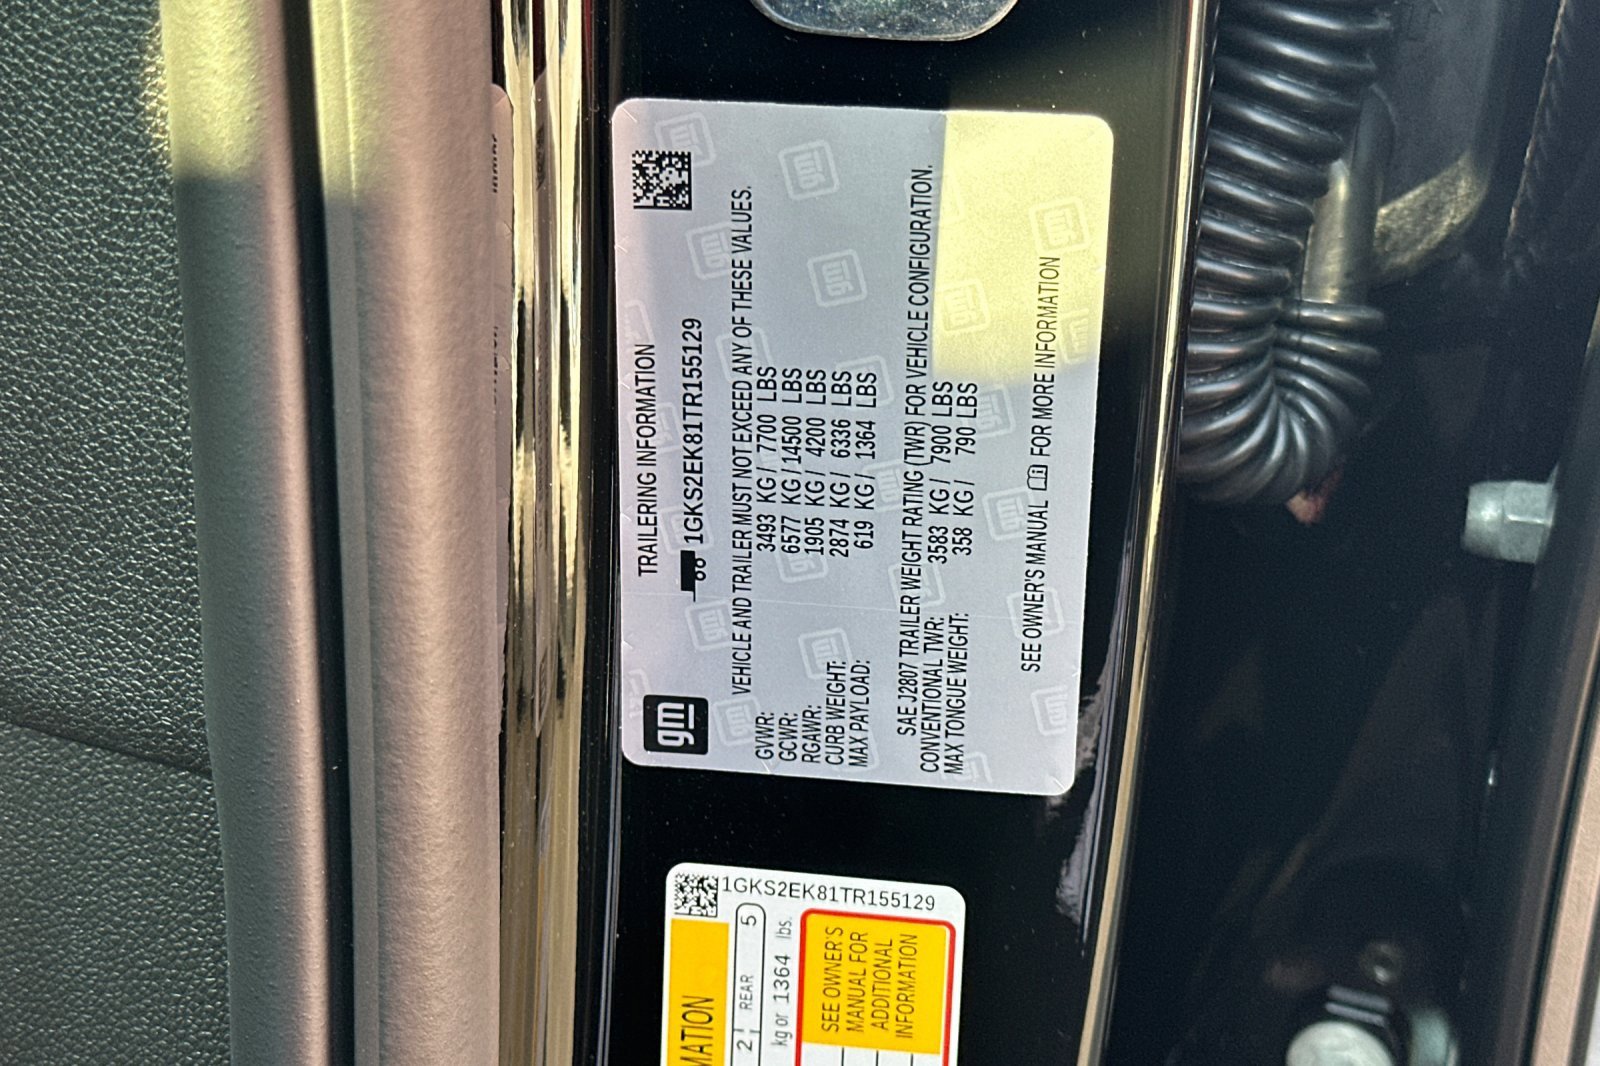 TRAILERING INFORMATION
gm
1GKS2EK81TR155129
VEHICLE AND TRAILER MUST NOT EXCEED ANY OF THESE VALUES.
GVWR: 3493 KG / 7700 LBS
GCWR: 6577 KG / 14500 LBS
RGAWR: 1905 KG / 4200 LBS
CURB WEIGHT: 2874 KG / 6336 LBS
MAX PAYLOAD: 619 KG / 1364 LBS
SAE J2807 TRAILER WEIGHT RATING (TWR) FOR VEHICLE CONFIGURATION.
CONVENTIONAL TWR: 3583 KG / 7900 LBS
MAX TONGUE WEIGHT: 358 KG / 790 LBS
SEE OWNER'S MANUAL FOR MORE INFORMATION
1GKS2EK81TR155129
MATION
2 REAR 5
kg or 1364 lbs.
SEE OWNER'S
MANUAL FOR
ADDITIONAL
INFORMATION